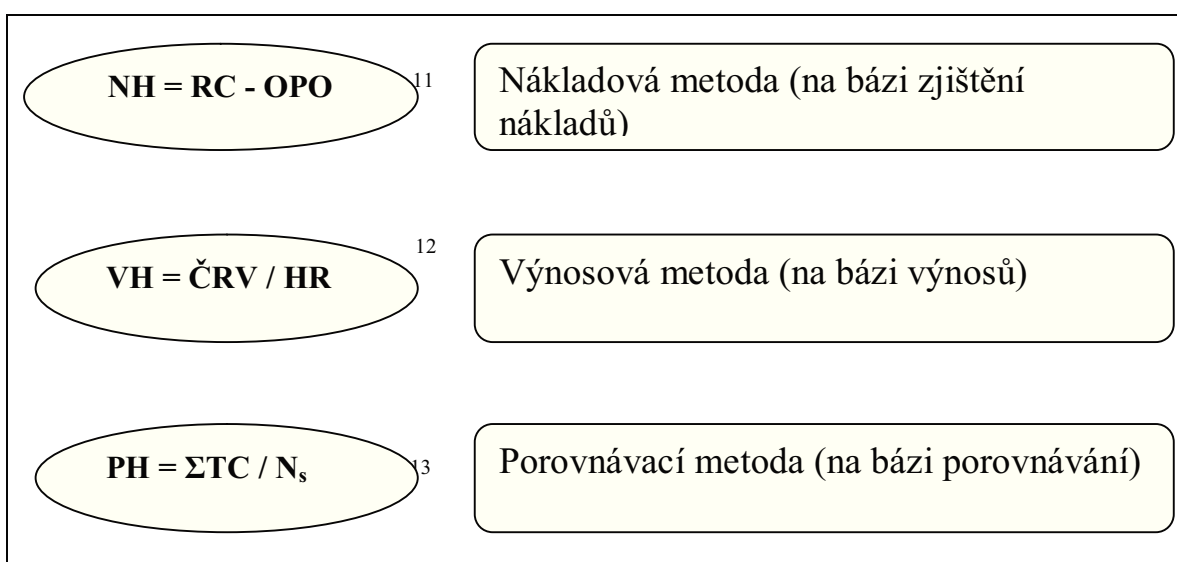 NH = RC - OPO
11
Nákladová metoda (na bázi zjištění
nákladů)
VH = ČRV / HR
12
Výnosová metoda (na bázi výnosů)
PH = ΣTC / Ns
13
Porovnávací metoda (na bázi porovnávání)